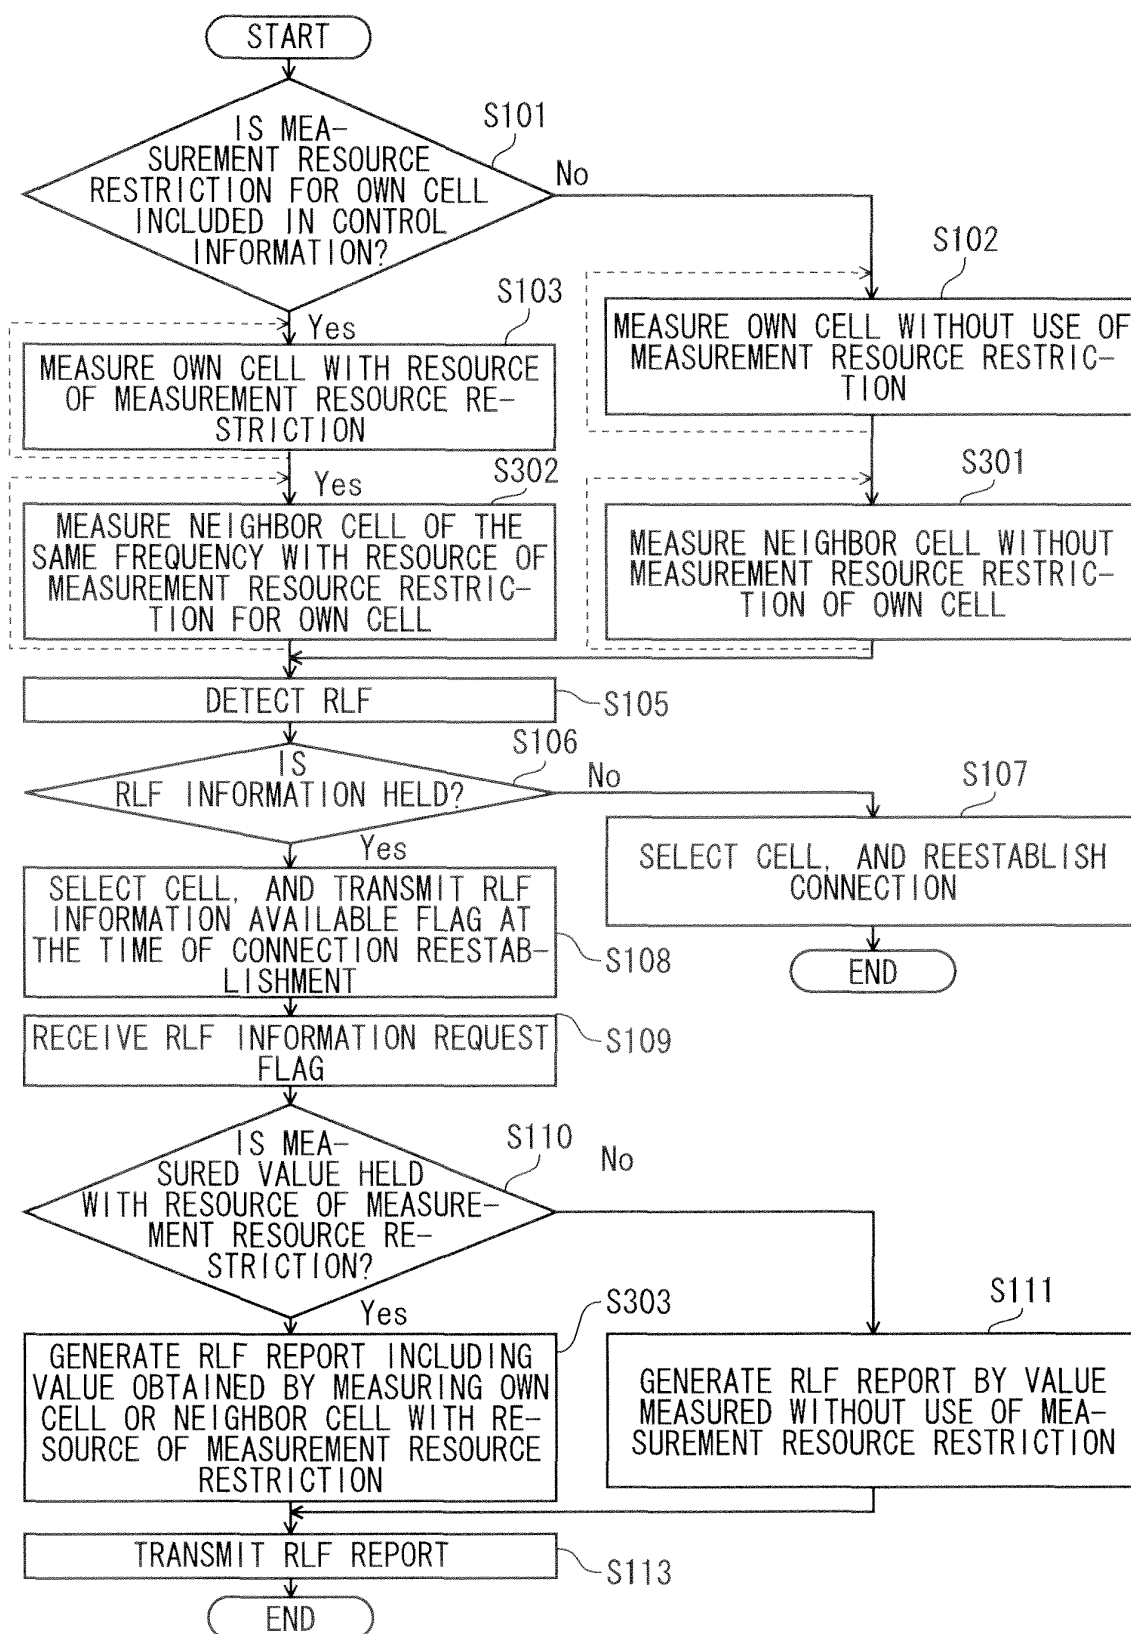 START
IS MEA-
SUREMENT RESOURCE
RESTRICTION FOR OWN CELL
INCLUDED IN CONTROL
INFORMATION?
S101
No
S102
MEASURE OWN CELL WITHOUT USE OF
MEASUREMENT RESOURCE RESTRIC-
TION
Yes
S103
MEASURE OWN CELL WITH RESOURCE
OF MEASUREMENT RESOURCE RE-
STRICTION
Yes
S302
MEASURE NEIGHBOR CELL OF THE
SAME FREQUENCY WITH RESOURCE OF
MEASUREMENT RESOURCE RESTRIC-
TION FOR OWN CELL
S301
MEASURE NEIGHBOR CELL WITHOUT
MEASUREMENT RESOURCE RESTRIC-
TION OF OWN CELL
DETECT RLF
S105
IS
RLF INFORMATION HELD?
S106
No
S107
SELECT CELL, AND REESTABLISH
CONNECTION
END
Yes
SELECT CELL, AND TRANSMIT RLF
INFORMATION AVAILABLE FLAG AT
THE TIME OF CONNECTION REESTAB-
LISHMENT
S108
RECEIVE RLF INFORMATION REQUEST
FLAG
S109
IS MEA-
SURED VALUE HELD
WITH RESOURCE OF MEASURE-
MENT RESOURCE RE-
STRICTION?
S110
No
Yes
S303
GENERATE RLF REPORT INCLUDING
VALUE OBTAINED BY MEASURING OWN
CELL OR NEIGHBOR CELL WITH RE-
SOURCE OF MEASUREMENT RESOURCE
RESTRICTION
S111
GENERATE RLF REPORT BY VALUE
MEASURED WITHOUT USE OF MEA-
SUREMENT RESOURCE RESTRICTION
TRANSMIT RLF REPORT
S113
END